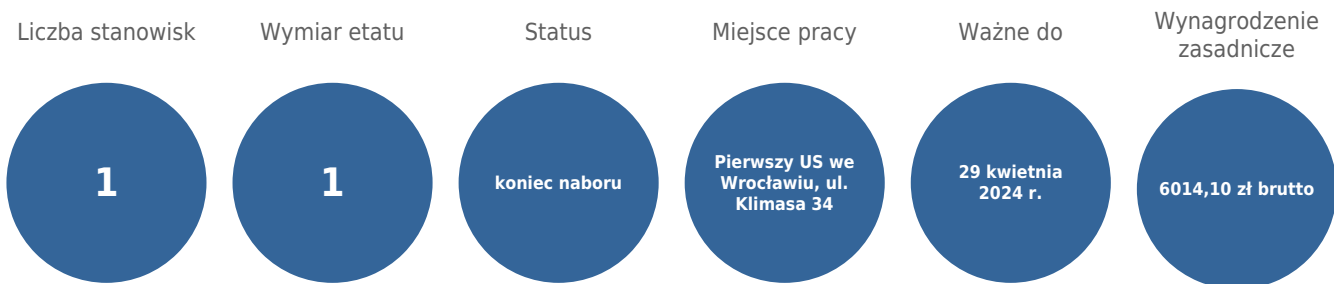 Liczba stanowisk
1
Wymiar etatu
1
Status
koniec naboru
Miejsce pracy
Pierwszy US we
Wrocławiu, ul.
Klimasa 34
Ważne do
29 kwietnia
2024 r.
Wynagrodzenie
zasadnicze
6014,10 zł brutto